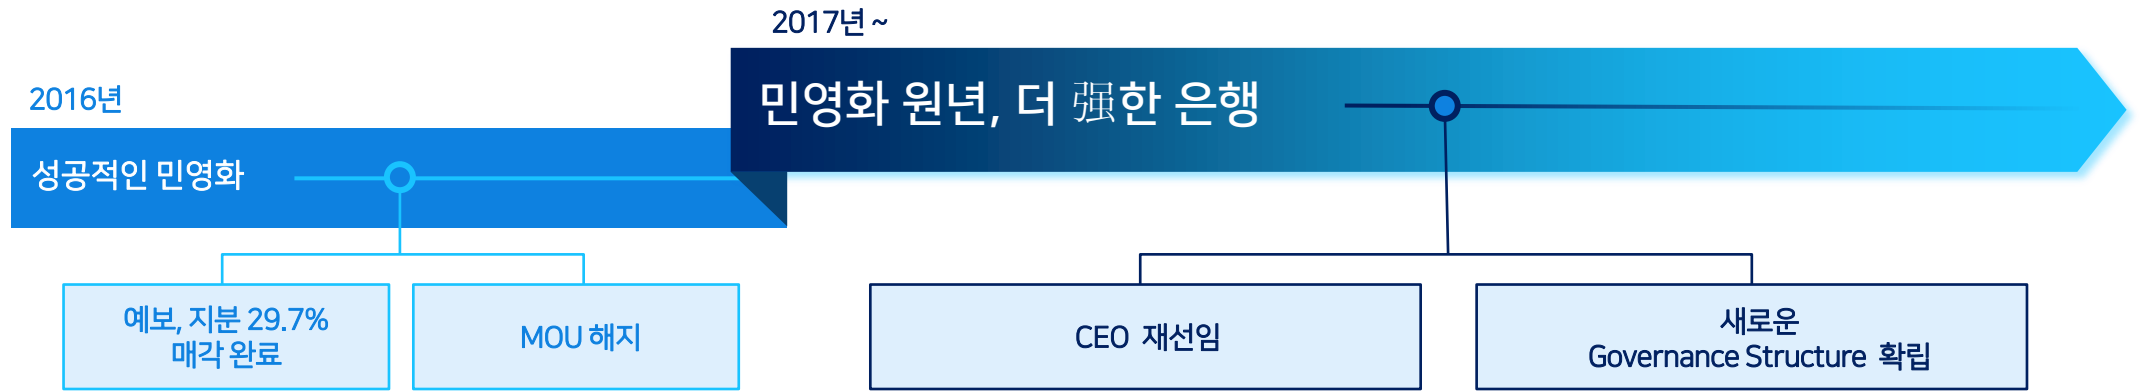 2016년
성공적인 민영화
예보, 지분 29.7%
매각 완료
MOU 해지
2017년 ~
민영화 원년, 더 强한 은행
CEO 재선임
새로운
Governance Structure 확립